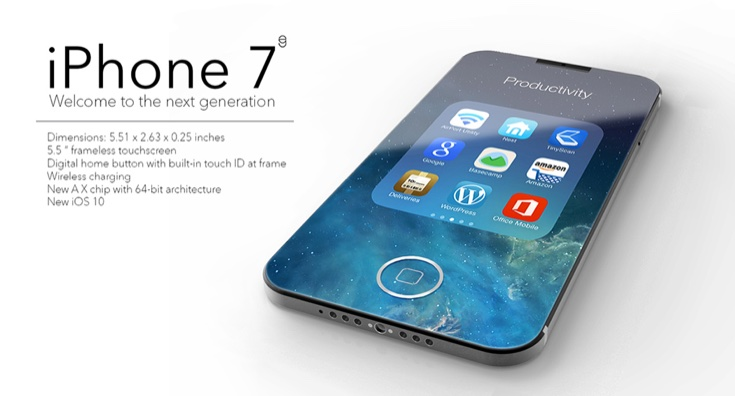 iPhone 7
Welcome to the next generation
Dimensions: 5.51 x 2.63 x 0.25 inches
5.5 " frameless touchscreen
Digital home button with built-in touch ID at frame
Wireless charging
New A X chip with 64-bit architecture
New iOS 10
Productivity
AirPort Utility
Nest
TinyScan
Google
Basecamp
amazon
Amazon
Deliveries
WordPress
Office Mobile